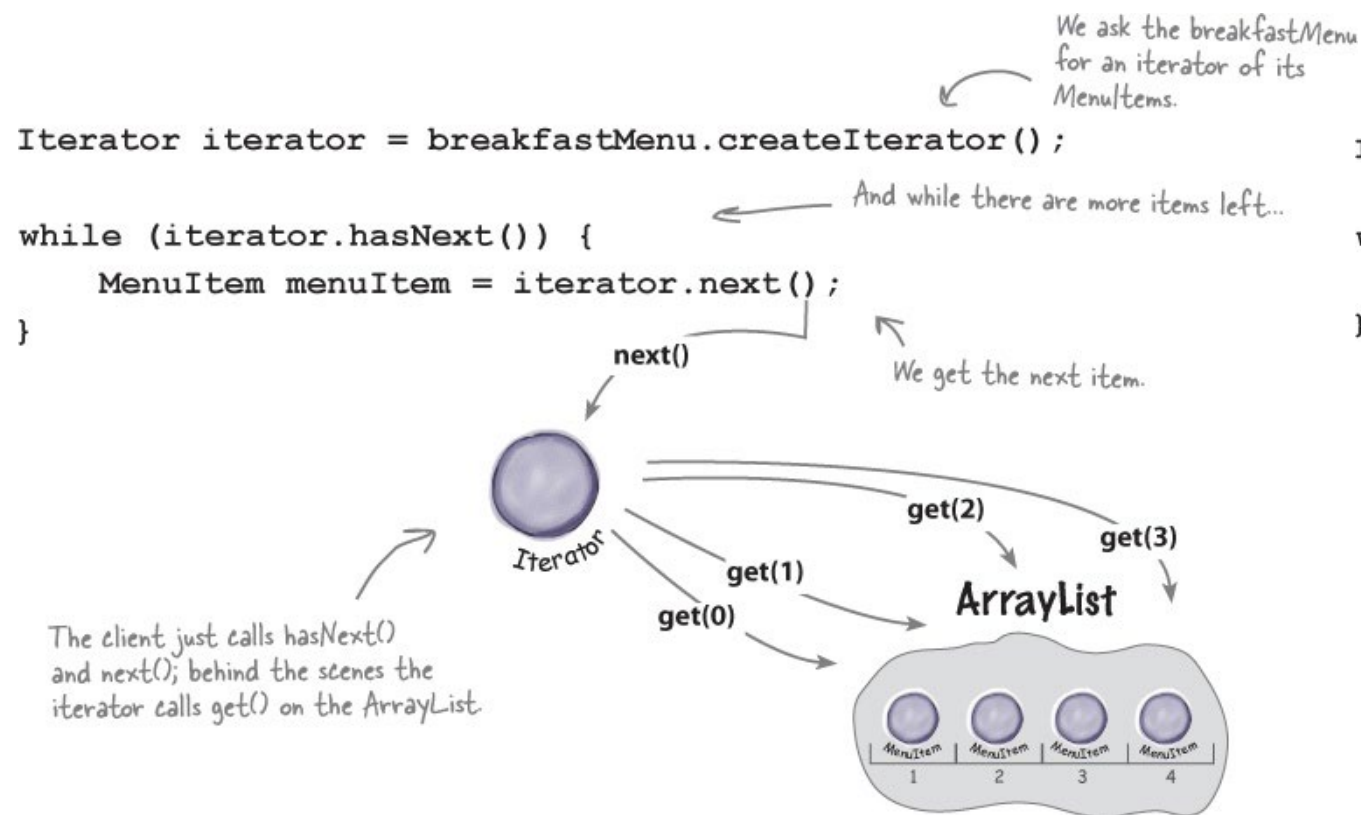 We ask the breakfastMenu
for an iterator of its
MenuItems.
Iterator iterator = breakfastMenu.createIterator();
And while there are more items left...
while (iterator.hasNext()) {
MenuItem menuItem = iterator.next();
}
next()
We get the next item.
get(2)
get(3)
Iterator
get(1)
get(0)
ArrayList
The client just calls hasNext()
and next(); behind the scenes the
iterator calls get() on the ArrayList.
MenuItem MenuItem MenuItem MenuItem
1 2 3 4